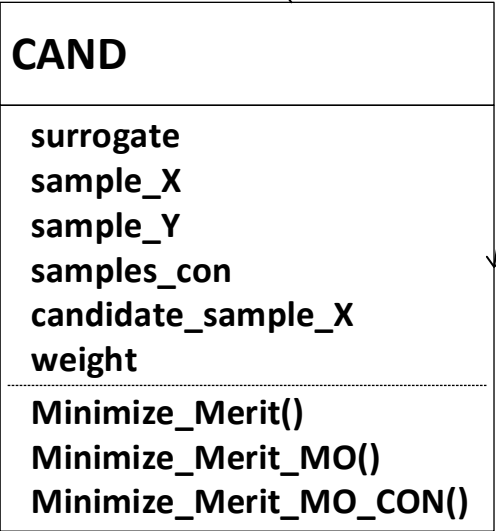 CAND
surrogate
sample_X
sample_Y
samples_con
candidate_sample_X
weight
Minimize_Merit()
Minimize_Merit_MO()
Minimize_Merit_MO_CON()